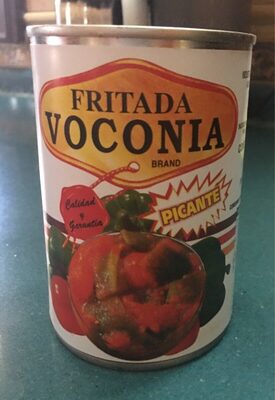 FRITADA
VOCONIA
BRAND
PICANTE
Calidad
y
Garantia